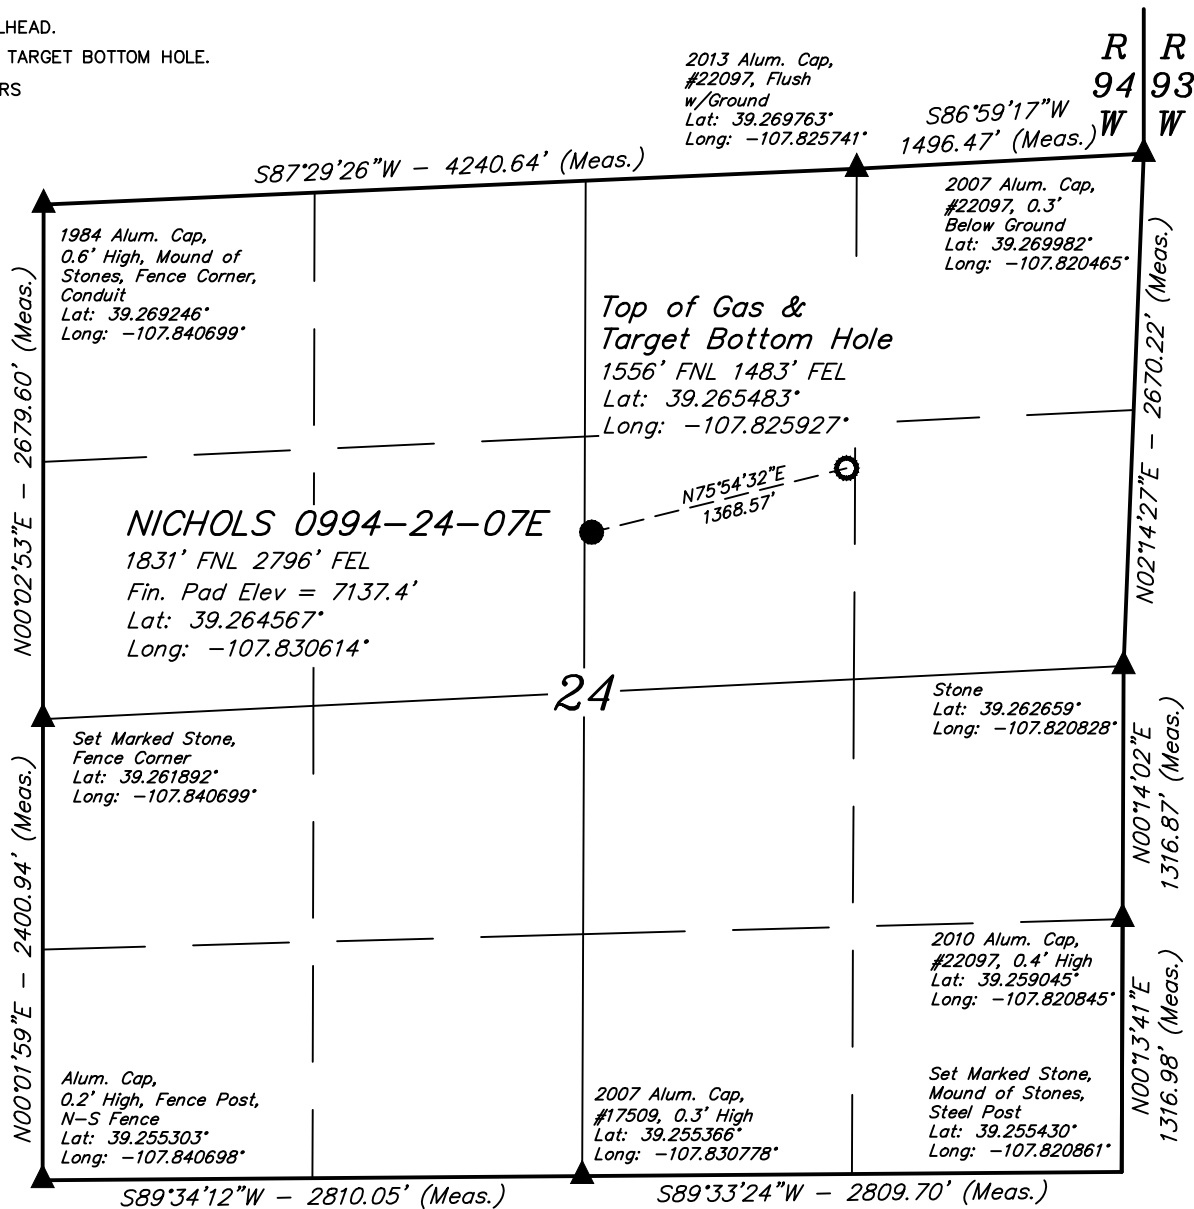 LHEAD.
TARGET BOTTOM HOLE.
RS
R R
94 93
W W
2013 Alum. Cap,
#22097, Flush
w/Ground
Lat: 39.269763°
Long: -107.825741°
S86°59'17"W
1496.47' (Meas.)
S87°29'26"W - 4240.64' (Meas.)
2007 Alum. Cap,
#22097, 0.3'
Below Ground
Lat: 39.269982°
Long: -107.820465°
1984 Alum. Cap,
0.6' High, Mound of
Stones, Fence Corner,
Conduit
Lat: 39.269246°
Long: -107.840699°
N00°02'53"E - 2679.60' (Meas.)
Top of Gas &
Target Bottom Hole
1556' FNL 1483' FEL
Lat: 39.265483°
Long: -107.825927°
N02°14'27"E - 2670.22' (Meas.)
N75°54'32"E
1368.57'
NICHOLS 0994-24-07E
1831' FNL 2796' FEL
Fin. Pad Elev = 7137.4'
Lat: 39.264567°
Long: -107.830614°
24
Stone
Lat: 39.262659°
Long: -107.820828°
Set Marked Stone,
Fence Corner
Lat: 39.261892°
Long: -107.840699°
N00°14'02"E
1316.87' (Meas.)
N00°01'59"E - 2400.94' (Meas.)
2010 Alum. Cap,
#22097, 0.4' High
Lat: 39.259045°
Long: -107.820845°
N00°13'41"E
1316.98' (Meas.)
Alum. Cap,
0.2' High, Fence Post,
N-S Fence
Lat: 39.255303°
Long: -107.840698°
2007 Alum. Cap,
#17509, 0.3' High
Lat: 39.255366°
Long: -107.830778°
Set Marked Stone,
Mound of Stones,
Steel Post
Lat: 39.255430°
Long: -107.820861°
S89°34'12"W - 2810.05' (Meas.)
S89°33'24"W - 2809.70' (Meas.)